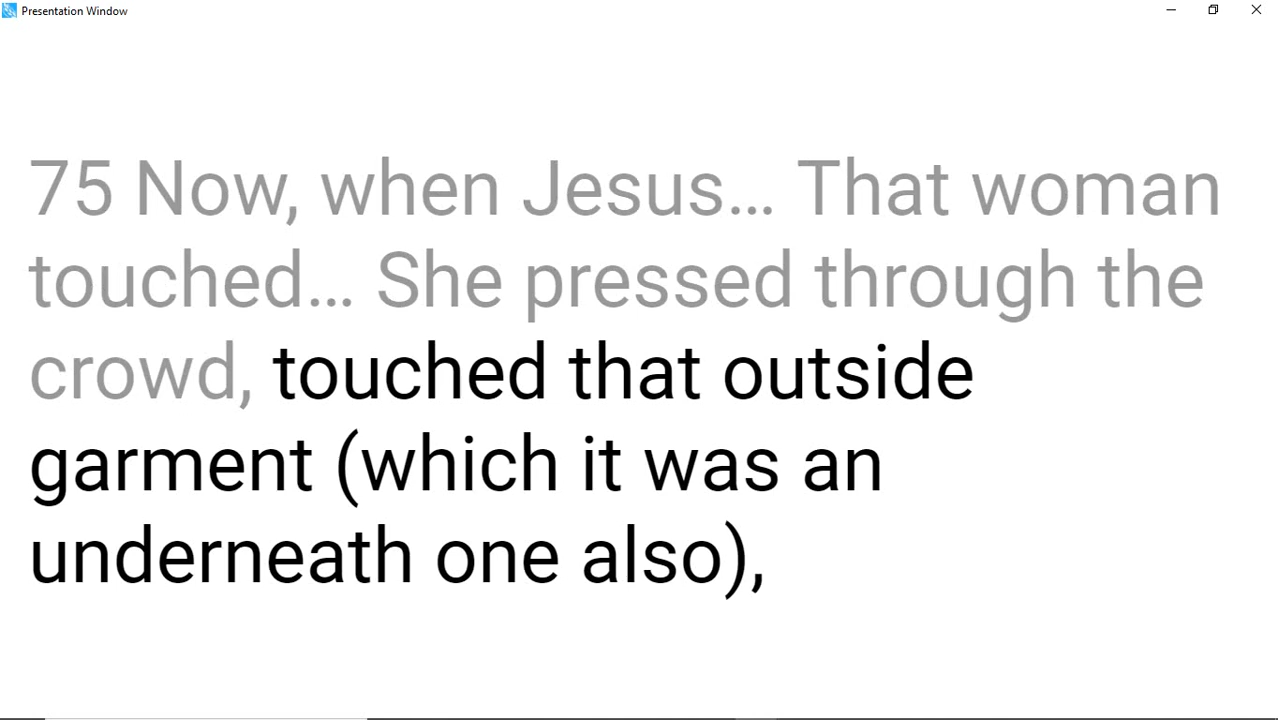 Presentation Window
75 Now, when Jesus… That woman
touched… She pressed through the
crowd, touched that outside
garment (which it was an
underneath one also),